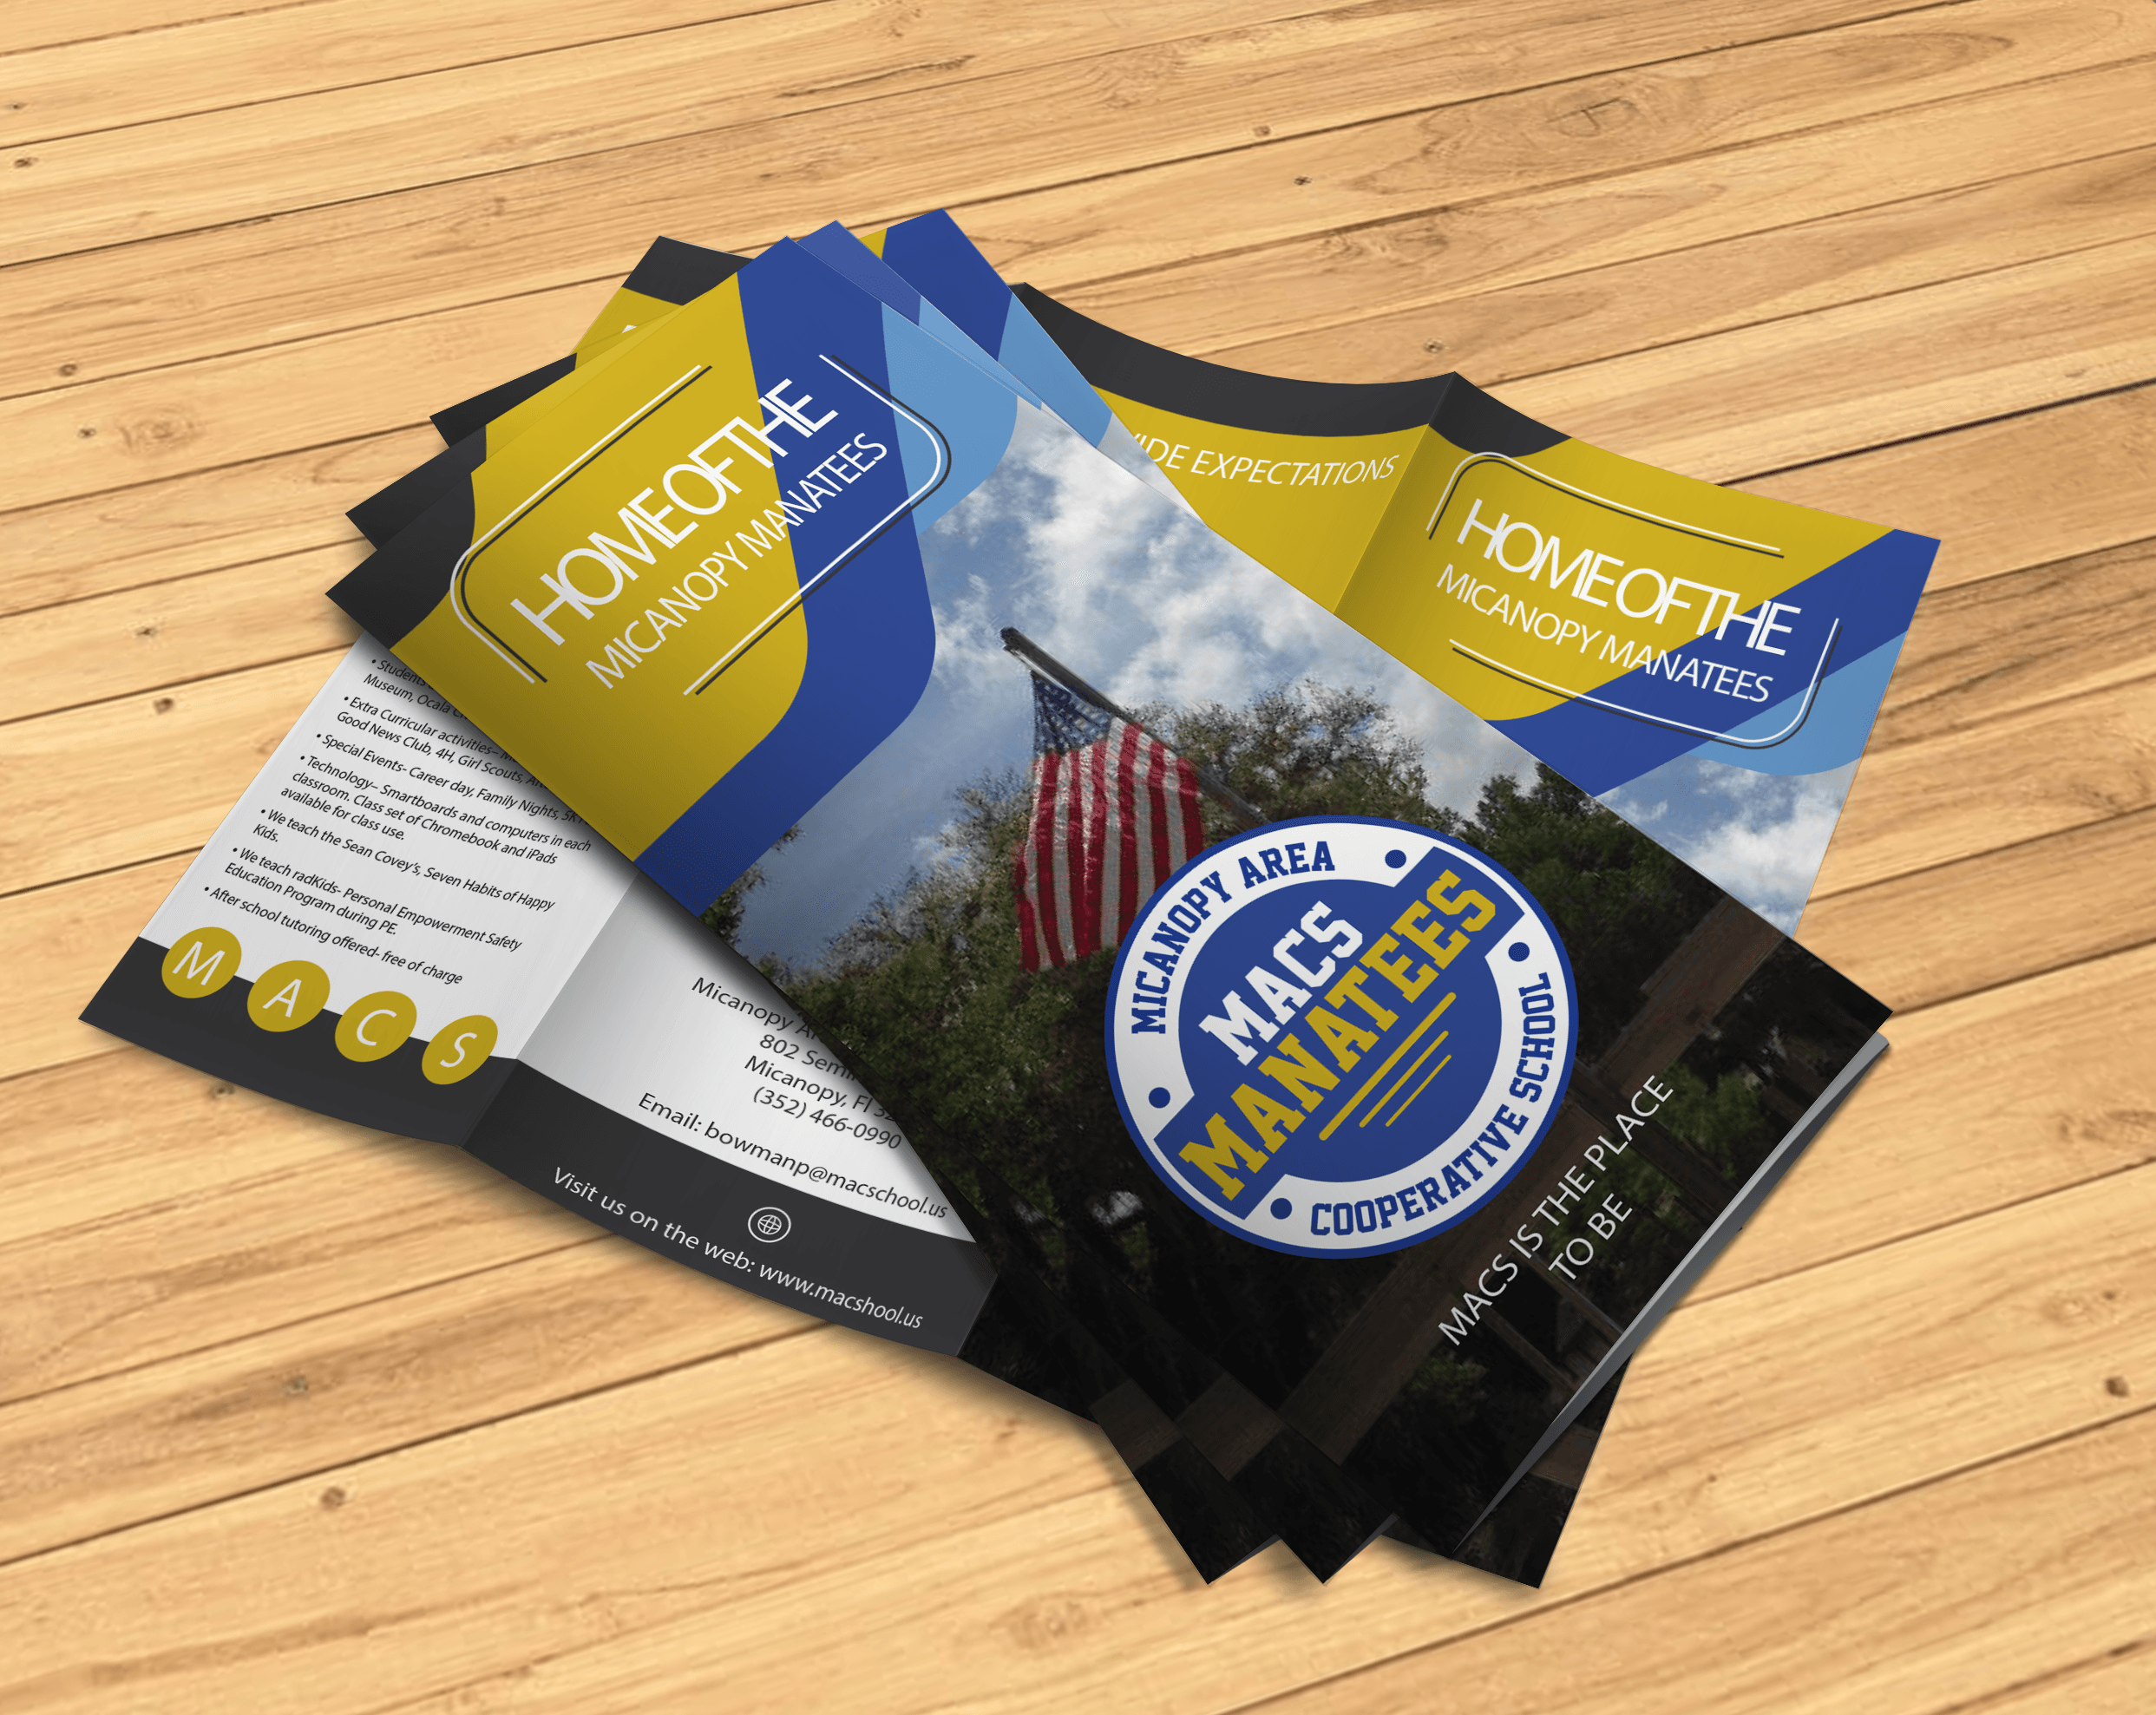 HOME OF THE
MICANOPY MANATEES
MICANOPY AREA
MACS
MANATEES
COOPERATIVE SCHOOL
MACS IS THE PLACE
TO BE
EXPECTATIONS
HOME OF THE
MICANOPY MANATEES
• Students
Museum, Ocala
• Extra Curricular activities–
Good News Club, 4H, Girl Scouts,
• Special Events- Career day, Family Nights,
• Technology– Smartboards and computers in each
classroom. Class set of Chromebook and iPads
available for class use.
• We teach the Sean Covey's, Seven Habits of Happy
Kids.
• We teach radKids- Personal Empowerment Safety
Education Program during PE.
• After school tutoring offered- free of charge
M A C S
Micanopy
802
Micanopy, Fl
(352) 466-0990
Email: bowmanp@macschool.us
Visit us on the web: www.macshool.us